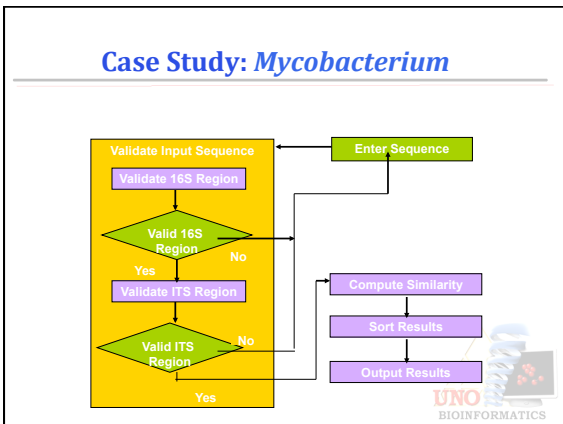 Case Study: Mycobacterium
Validate Input Sequence
Enter Sequence
Validate 16S Region
Valid 16S
Region
No
Yes
Validate ITS Region
Compute Similarity
Sort Results
No
Valid ITS
Region
Output Results
Yes
UNO
BIOINFORMATICS